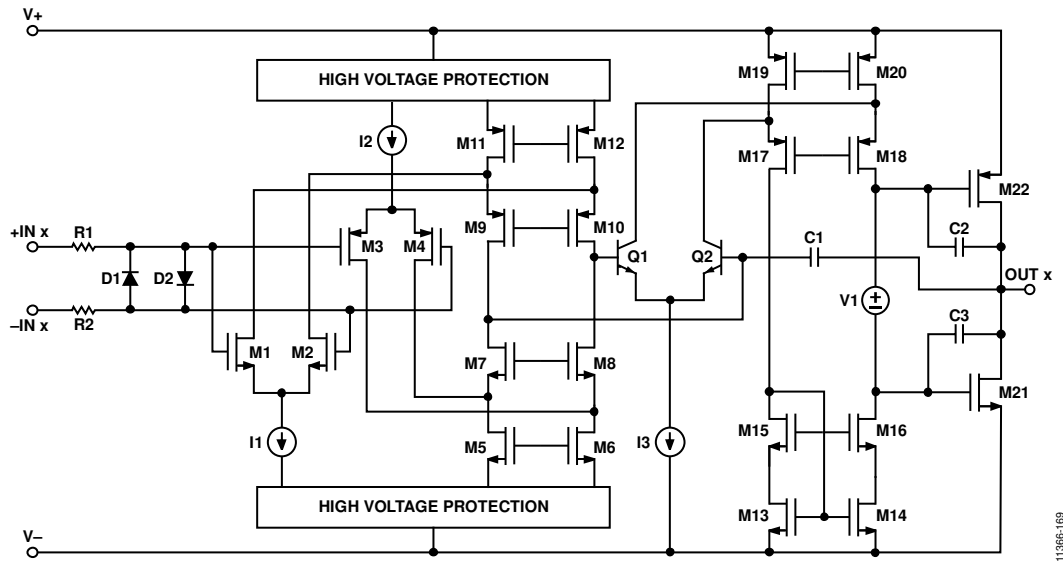 V+
HIGH VOLTAGE PROTECTION
M19
M20
I2
M11
M12
M17
M18
M22
+IN x
R1
M3
M4
M9
M10
C1
C2
D1
D2
Q1
Q2
OUT x
–IN x
R2
V1
C3
M1
M2
M7
M8
M21
I1
M5
M6
I3
M15
M16
HIGH VOLTAGE PROTECTION
M13
M14
V–
11366-169